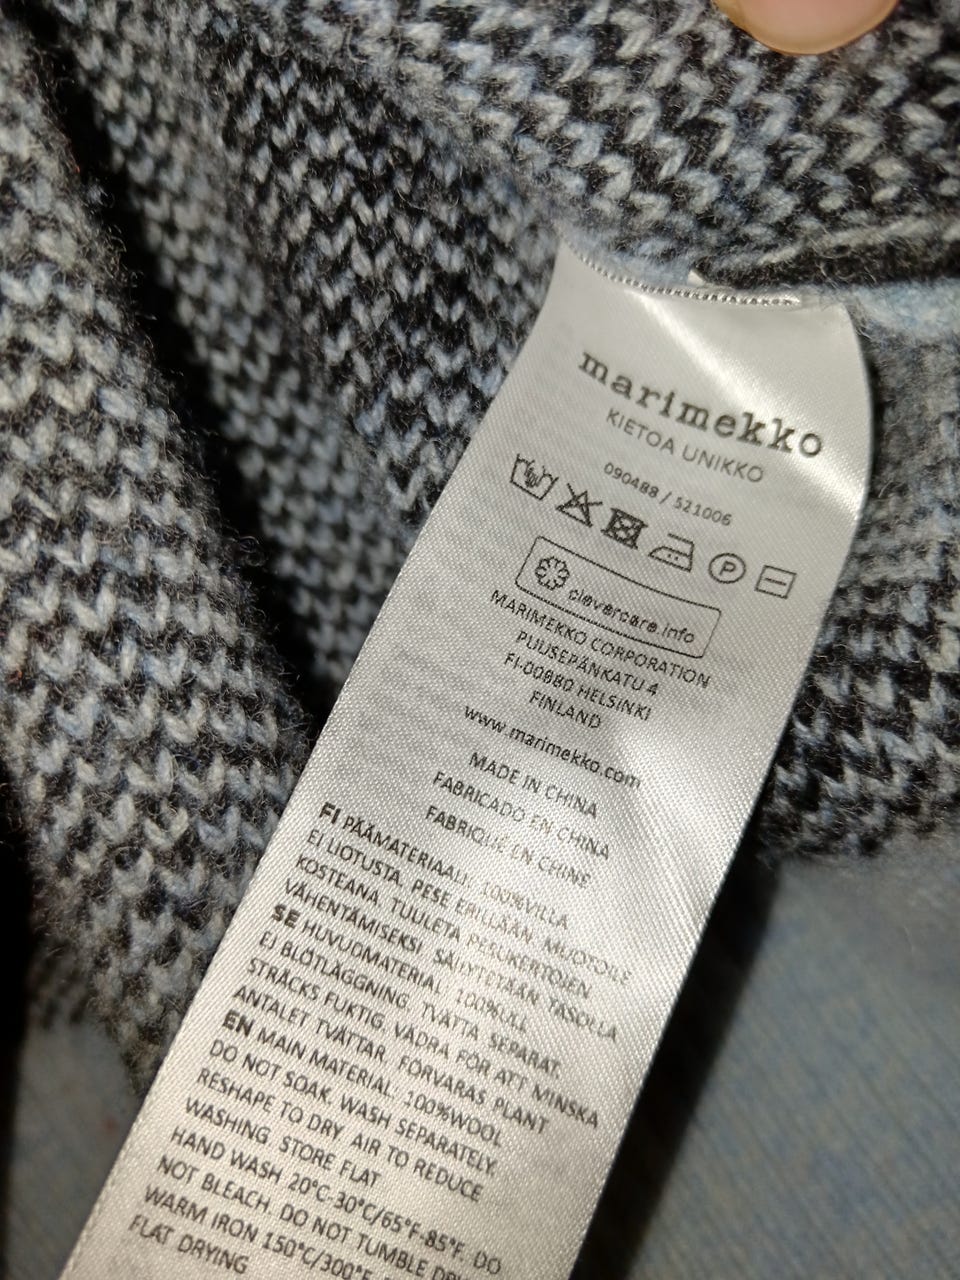 marimekko
KIETOA UNIKKO
090488 / 521006
P
clevercare.info
MARIMEKKO CORPORATION
PUUSEPÄNKATU 4
FI-00880 HELSINKI
FINLAND
www.marimekko.com
MADE IN CHINA
FABRICADO EN CHINA
FABRIQUÉ EN CHINE
FI PÄÄMATERIAALI: 100%VILLA
EI LIOTUSTA. PESE ERILLÄÄN. MUOTOILE
KOSTEANA. TUULETA PESUKERTOJEN
VÄHENTÄMISEKSI. SÄILYTETÄÄN TASOLLA
SE HUVUDMATERIAL: 100%ULL
EJ BLÖTLÄGGNING. TVÄTTA SEPARAT.
STRÄCKS FUKTIG. VÄDRA FÖR ATT MINSKA
ANTALET TVÄTTAR. FÖRVARAS PLANT
EN MAIN MATERIAL: 100%WOOL
DO NOT SOAK. WASH SEPARATELY.
RESHAPE TO DRY. AIR TO REDUCE
WASHING. STORE FLAT
HAND WASH 20°C-30°C/65°F-85°F. DO
NOT BLEACH. DO NOT TUMBLE DRY.
WARM IRON 150°C/300°F.
FLAT DRYING